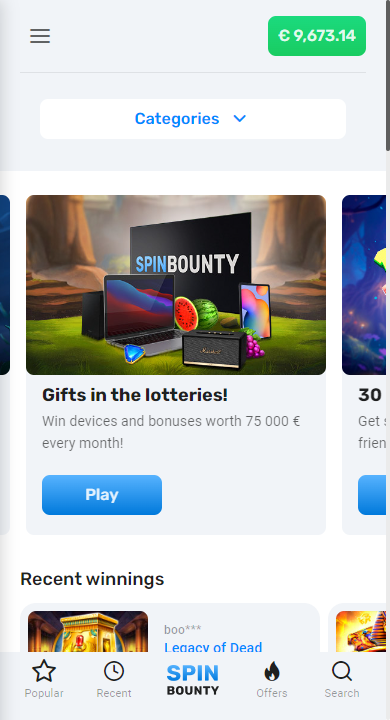 € 9,673.14
Categories
SPINBOUNTY
Marshall
Gifts in the lotteries!
Win devices and bonuses worth 75 000 €
every month!
Play
30
Get
frien
Recent winnings
boo***
Legacy of Dead
Popular
Recent
SPIN
BOUNTY
Offers
Search